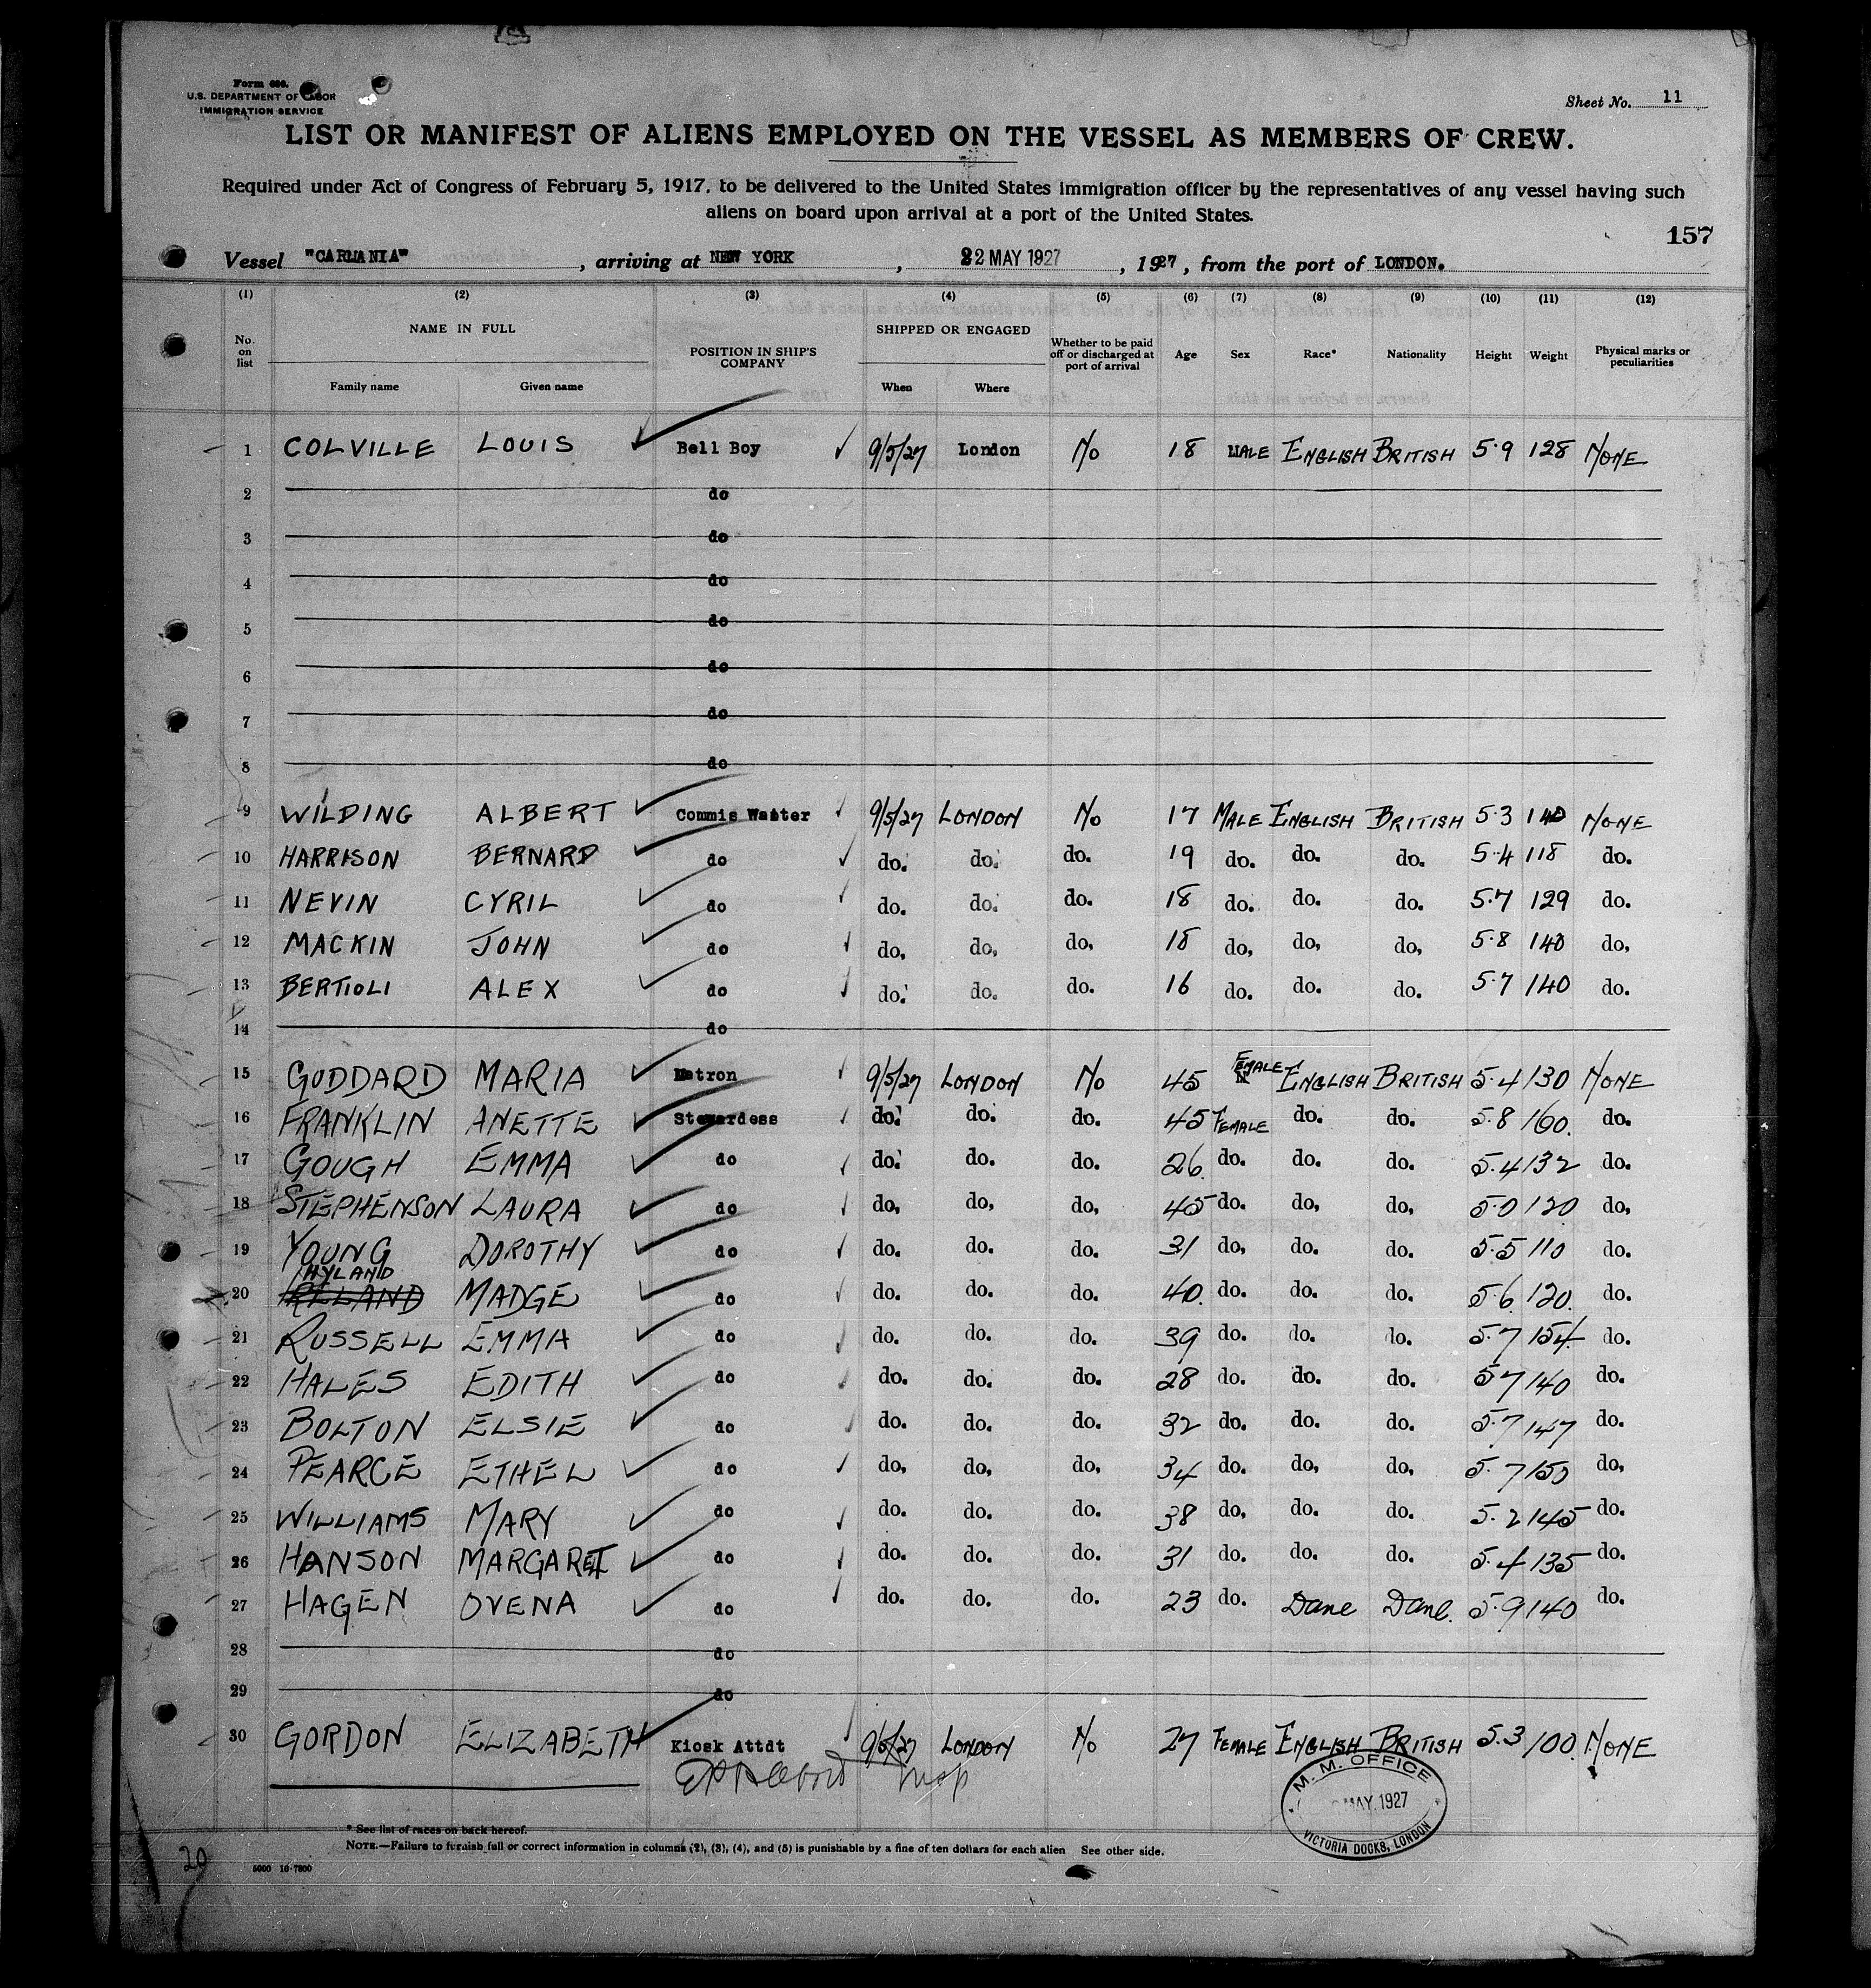 Form 680.
U.S. DEPARTMENT OF LABOR
IMMIGRATION SERVICE
Sheet No. 11
LIST OR MANIFEST OF ALIENS EMPLOYED ON THE VESSEL AS MEMBERS OF CREW.
Required under Act of Congress of February 5, 1917, to be delivered to the United States immigration officer by the representatives of any vessel having such
aliens on board upon arrival at a port of the United States.
157
Vessel "CARMANIA", arriving at NEW YORK, 22 MAY 1927, 1927, from the port of LONDON.
(1) (2) (3) (4) (5) (6) (7) (8) (9) (10) (11) (12)
No. on list NAME IN FULL Family name Given name POSITION IN SHIP'S COMPANY SHIPPED OR ENGAGED When Where Whether to be paid off or discharged at port of arrival Age Sex Race* Nationality Height Weight Physical marks or peculiarities
1 COLVILLE LOUIS Bell Boy 9/5/27 London No 18 MALE ENGLISH BRITISH 5.9 128 NONE
2 do
3 do
4 do
5 do
6 do
7 do
8 do
9 WILDING ALBERT Commis Waiter 9/5/27 LONDON No 17 MALE ENGLISH BRITISH 5.3 140 NONE
10 HARRISON BERNARD do do. do. do. 19 do. do. do. 5.4 118 do.
11 NEVIN CYRIL do do. do. do. 18 do. do. do. 5.7 129 do.
12 MACKIN JOHN do do. do. do. 18 do. do. do. 5.8 140 do.
13 BERTIOLI ALEX do do. do. do. 16 do. do. do. 5.7 140 do.
14 do
15 GODDARD MARIA Matron 9/5/27 LONDON No 45 FEMALE ENGLISH BRITISH 5.4 130 NONE
16 FRANKLIN ANETTE Stewardess do. do. do. 45 FEMALE do. do. 5.8 160. do.
17 GOUGH EMMA do do. do. do. 26 do. do. do. 5.4 132 do.
18 STEPHENSON LAURA do do. do. do. 45 do. do. do. 5.0 120 do.
19 YOUNG DOROTHY do do. do. do. 31 do. do. do. 5.5 110 do.
HYLAND
20 MADGE do do. do. do. 40. do. do. do. 5.6 120. do.
21 RUSSELL EMMA do do. do. do. 39 do. do. do. 5.7 154 do.
22 HALES EDITH do do. do. do. 28 do. do. do. 5.7 140 do.
23 BOLTON ELSIE do do. do. do. 32 do. do. do. 5.7 147 do.
24 PEARCE ETHEL do do. do. do. 34 do. do. do. 5.7 150 do.
25 WILLIAMS MARY do do. do. do. 38 do. do. do. 5.2 145 do.
26 HANSON MARGARET do do. do. do. 31 do. do. do. 5.4 135 do.
27 HAGEN OVENA do do. do. do. 23 do. Dane Dane. 5.9 140 do.
28 do
29 do
30 GORDON ELIZABETH Kiosk Attdt 9/5/27 LONDON No 27 FEMALE ENGLISH BRITISH 5.3 100. NONE
M. M. OFFICE
MAY. 1927
VICTORIA DOCKS, LONDON
* See list of races on back hereof.
NOTE.—Failure to furnish full or correct information in columns (2), (3), (4), and (5) is punishable by a fine of ten dollars for each alien See other side.
20